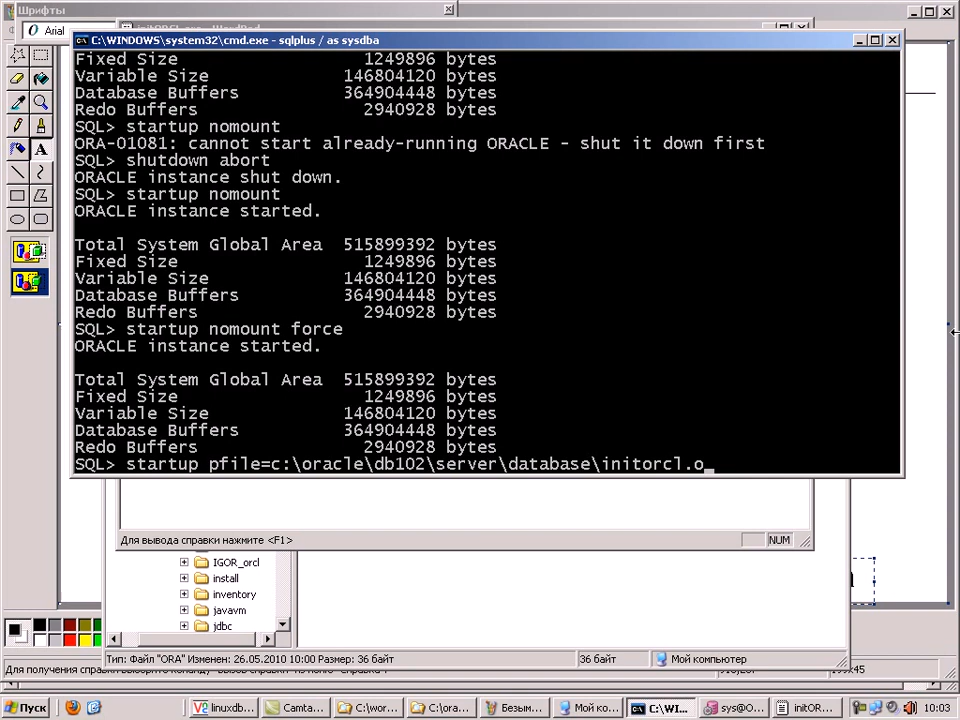 Шрифты
Arial
C:\WINDOWS\system32\cmd.exe - sqlplus / as sysdba
Fixed Size 1249896 bytes
Variable Size 146804120 bytes
Database Buffers 364904448 bytes
Redo Buffers 2940928 bytes
SQL> startup nomount
ORA-01081: cannot start already-running ORACLE - shut it down first
SQL> shutdown abort
ORACLE instance shut down.
SQL> startup nomount
ORACLE instance started.
Total System Global Area 515899392 bytes
Fixed Size 1249896 bytes
Variable Size 146804120 bytes
Database Buffers 364904448 bytes
Redo Buffers 2940928 bytes
SQL> startup nomount force
ORACLE instance started.
Total System Global Area 515899392 bytes
Fixed Size 1249896 bytes
Variable Size 146804120 bytes
Database Buffers 364904448 bytes
Redo Buffers 2940928 bytes
SQL> startup pfile=c:\oracle\db102\server\database\initorcl.o_
Для вывода справки нажмите <F1>
NUM
IGOR_orcl
install
inventory
javavm
jdbc
Тип: Файл "ORA" Изменен: 26.05.2010 10:00 Размер: 36 байт 36 байт Мой компьютер
Пуск linuxdb... Camta... C:\wor... C:\ora... Безым... Мой ко... C:\WI... sys@O... initOR... 10:03